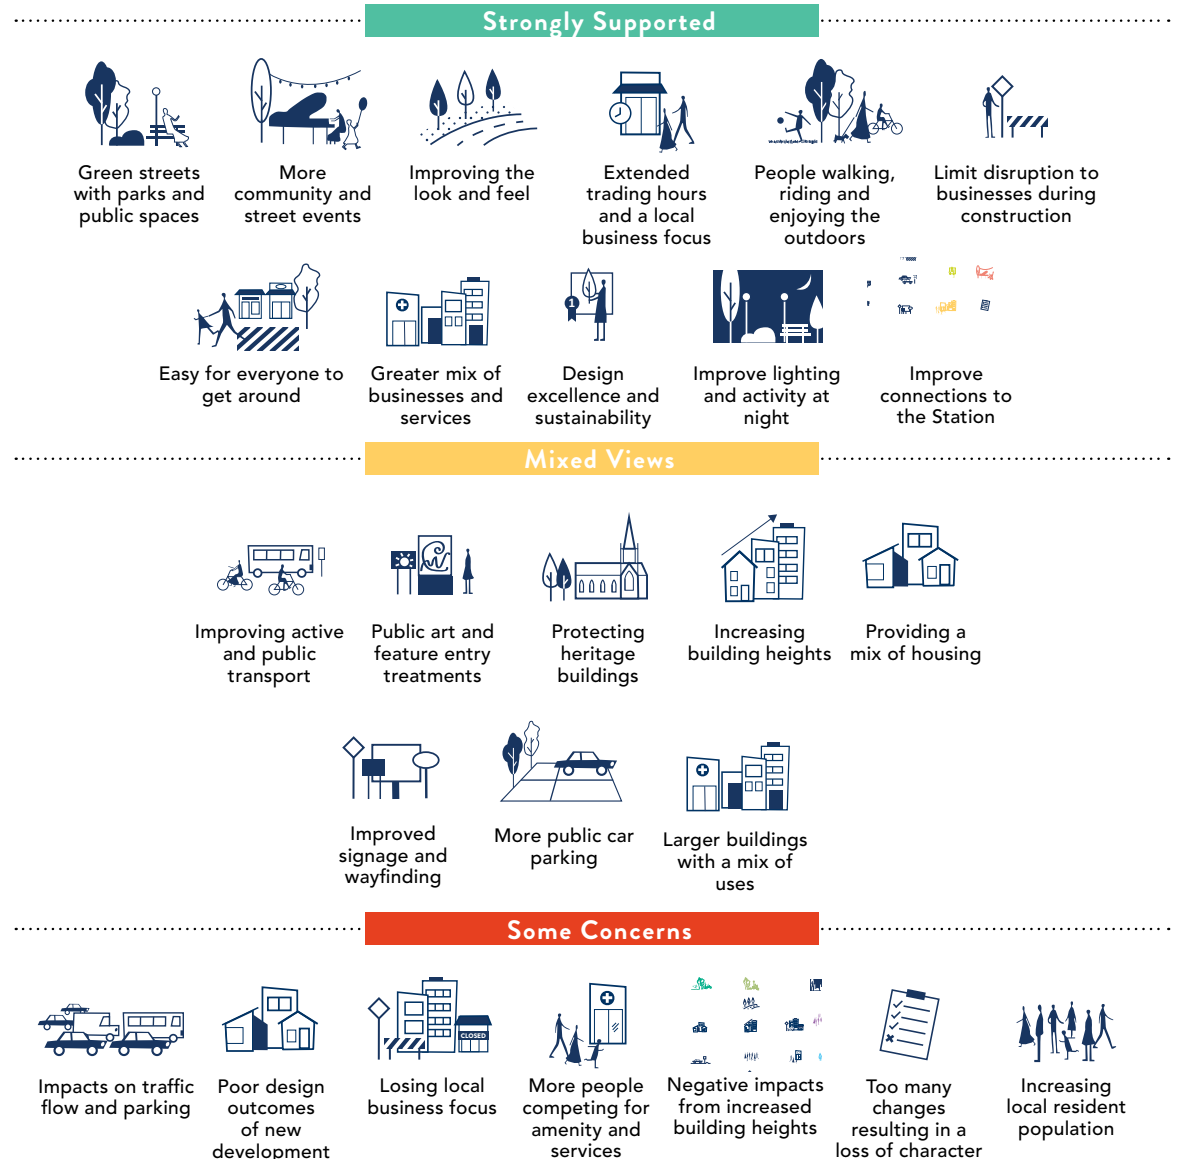 Strongly Supported
Green streets
with parks and
public spaces
More
community and
street events
Improving the
look and feel
Extended
trading hours
and a local
business focus
People walking,
riding and
enjoying the
outdoors
Limit disruption to
businesses during
construction
Easy for everyone to
get around
Greater mix of
businesses and
services
1
Design
excellence and
sustainability
Improve lighting
and activity at
night
Improve
connections to
the Station
Mixed Views
Improving active
and public
transport
Public art and
feature entry
treatments
Protecting
heritage
buildings
Increasing
building heights
Providing a
mix of housing
Improved
signage and
wayfinding
More public car
parking
Larger buildings
with a mix of
uses
Some Concerns
Impacts on traffic
flow and parking
Poor design
outcomes
of new
development
CLOSED
Losing local
business focus
More people
competing for
amenity and
services
Negative impacts
from increased
building heights
Too many
changes
resulting in a
loss of character
Increasing
local resident
population